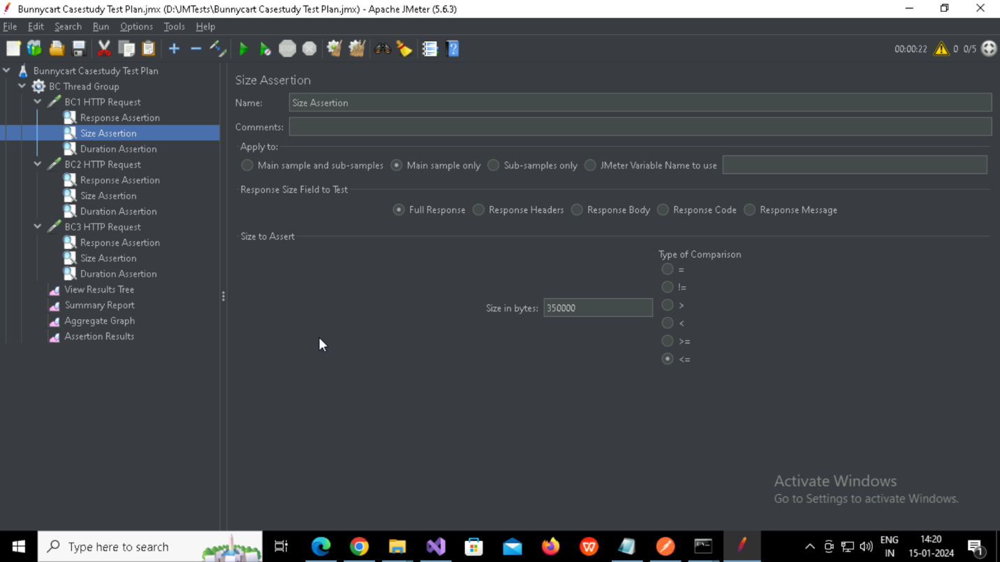 Bunnycart Casestudy Test Plan.jmx (D:\JMTests\Bunnycart Casestudy Test Plan.jmx) - Apache JMeter (5.6.3)
File Edit Search Run Options Tools Help
STOP
00:00:22 0 0/5
Bunnycart Casestudy Test Plan
BC Thread Group
BC1 HTTP Request
Response Assertion
Size Assertion
Duration Assertion
BC2 HTTP Request
Response Assertion
Size Assertion
Duration Assertion
BC3 HTTP Request
Response Assertion
Size Assertion
Duration Assertion
View Results Tree
Summary Report
Aggregate Graph
Assertion Results
Size Assertion
Name: Size Assertion
Comments:
Apply to:
Main sample and sub-samples Main sample only Sub-samples only JMeter Variable Name to use
Response Size Field to Test
Full Response Response Headers Response Body Response Code Response Message
Size to Assert
Type of Comparison
=
!=
Size in bytes: 350000
>
<
>=
<=
Activate Windows
Go to Settings to activate Windows.
Type here to search
ENG
IN
14:20
15-01-2024
1